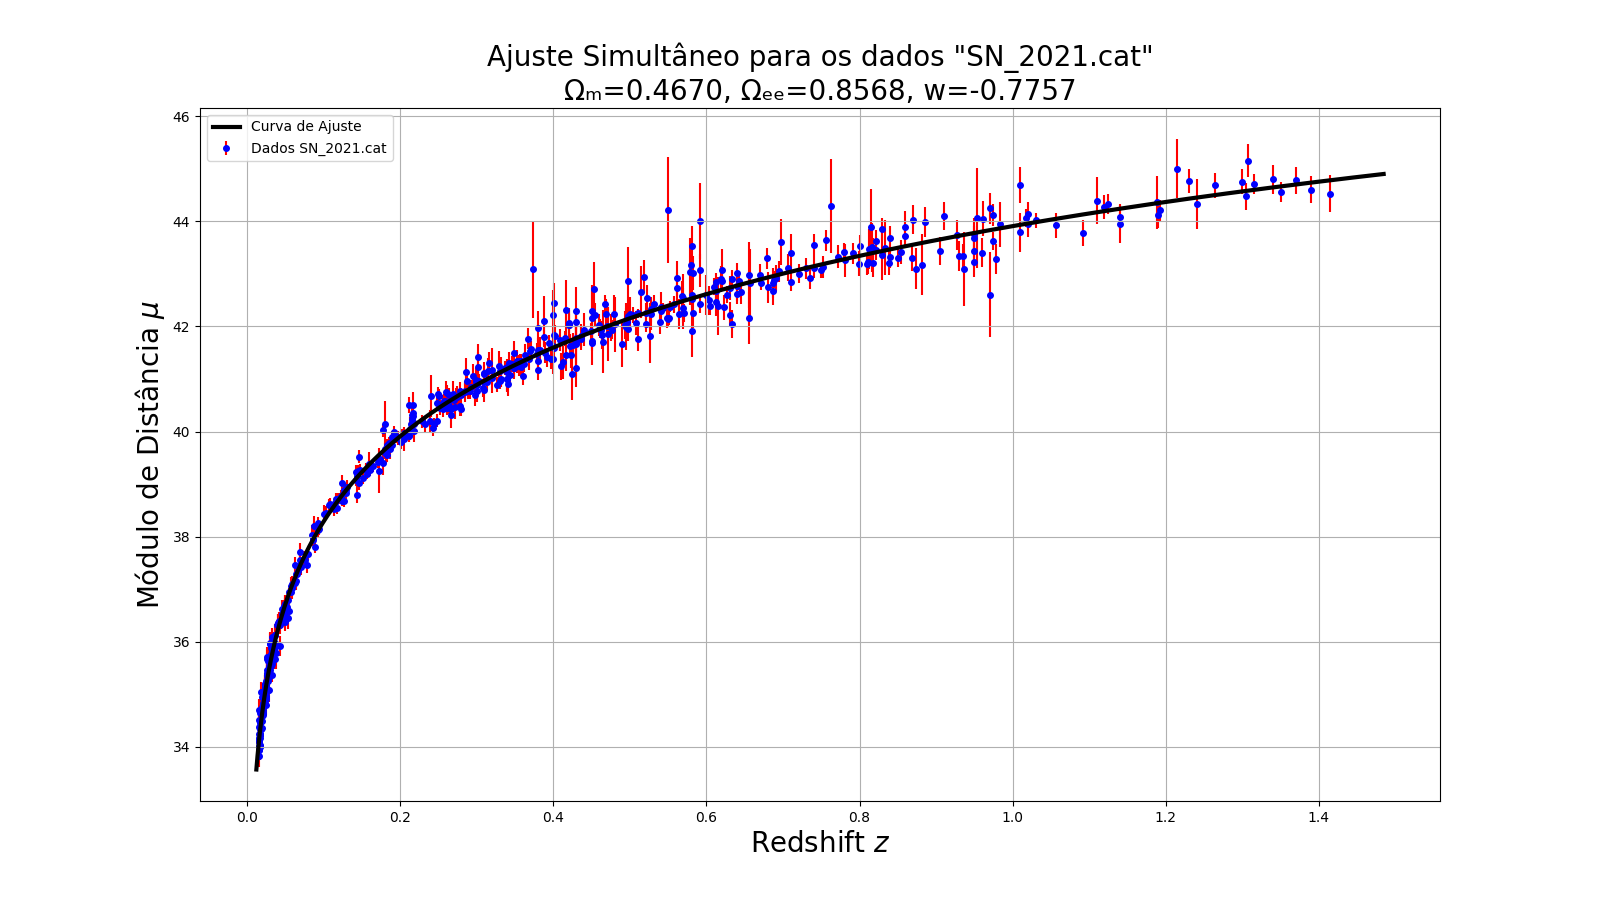 Ajuste Simultâneo para os dados "SN_2021.cat"
Ωₘ=0.4670, Ωₑₑ=0.8568, w=-0.7757
Curva de Ajuste
Dados SN_2021.cat
46
44
42
40
38
36
34
Módulo de Distância μ
0.0 0.2 0.4 0.6 0.8 1.0 1.2 1.4
Redshift z